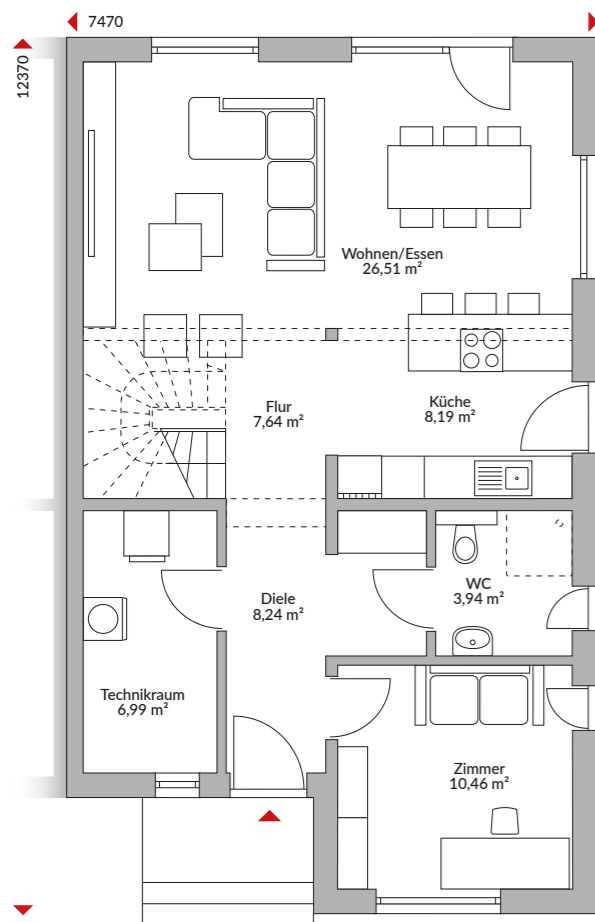 7470
12370
Wohnen/Essen
26,51 m²
Flur
7,64 m²
Küche
8,19 m²
Diele
8,24 m²
WC
3,94 m²
Technikraum
6,99 m²
Zimmer
10,46 m²